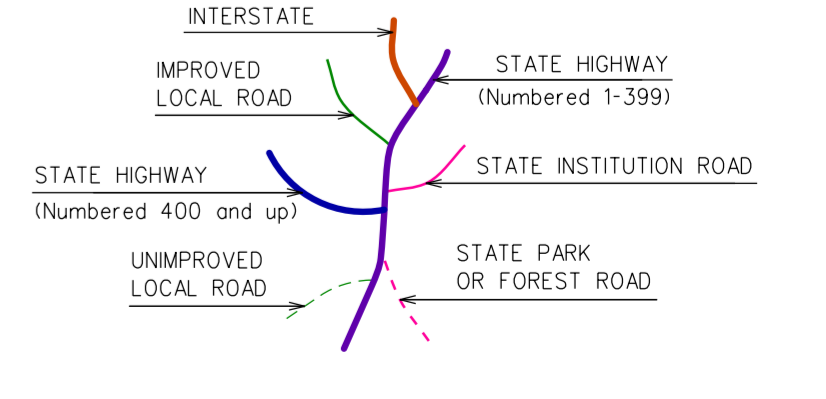 INTERSTATE
STATE HIGHWAY
(Numbered 1-399)
IMPROVED
LOCAL ROAD
STATE INSTITUTION ROAD
STATE HIGHWAY
(Numbered 400 and up)
STATE PARK
OR FOREST ROAD
UNIMPROVED
LOCAL ROAD